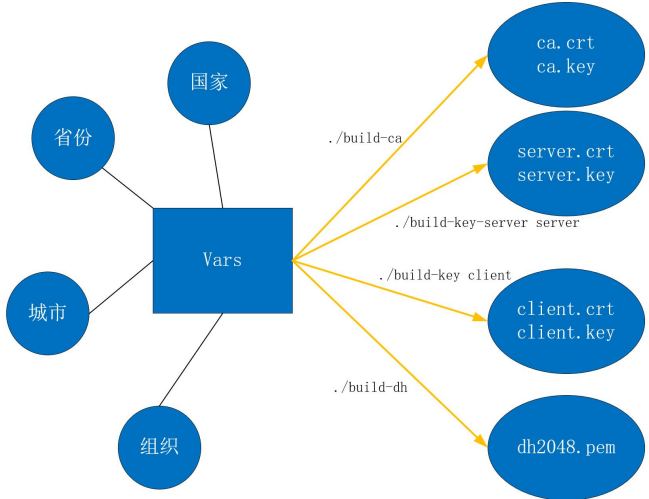 国家
省份
Vars
城市
组织
./build-ca
ca.crt
ca.key
./build-key-server server
server.crt
server.key
./build-key client
client.crt
client.key
./build-dh
dh2048.pem